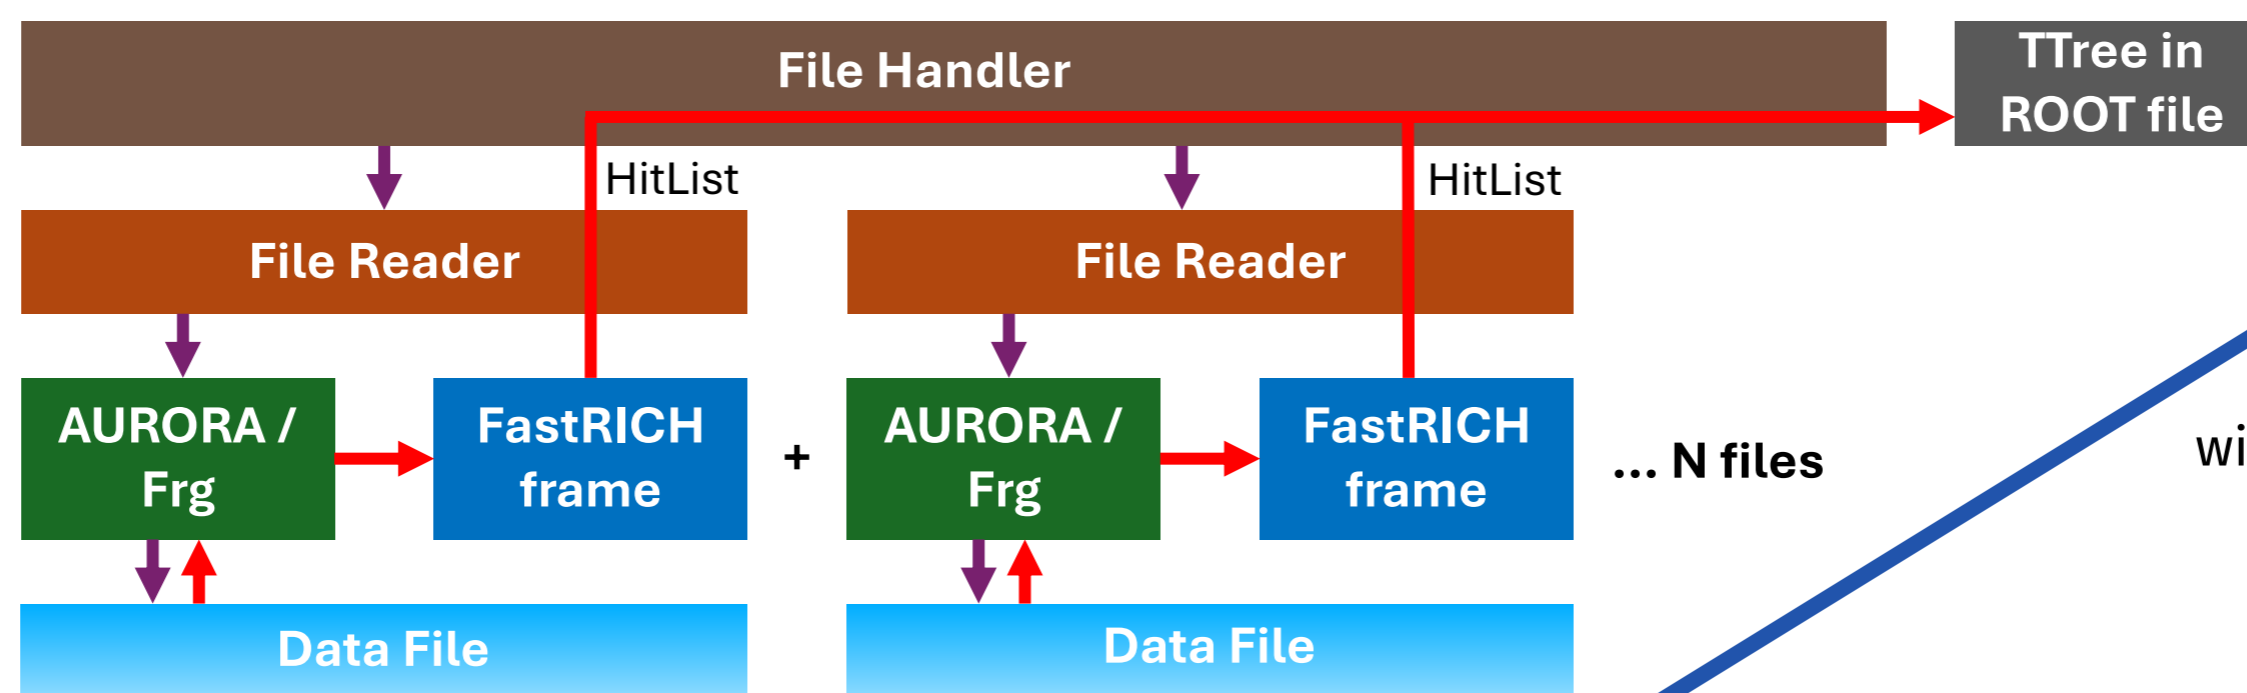 File Handler
TTree in
ROOT file
HitList
HitList
File Reader
File Reader
AURORA /
Frg
FastRICH
frame
+
AURORA /
Frg
FastRICH
frame
... N files
wi
Data File
Data File